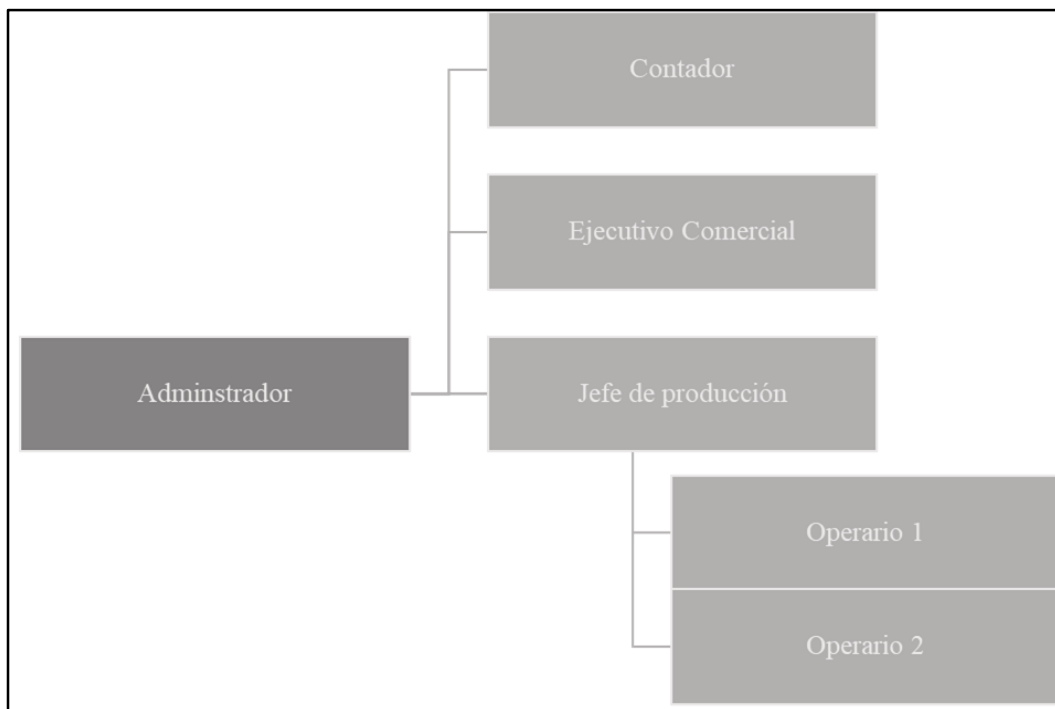 Contador
Ejecutivo Comercial
Adminstrador
Jefe de producción
Operario 1
Operario 2